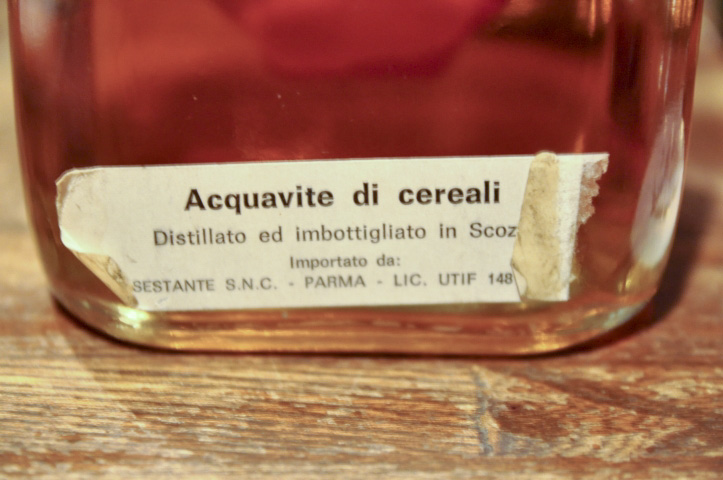 Acquavite di cereali
Distillato ed imbottigliato in Scoz
Importato da:
SESTANTE S.N.C. - PARMA - LIC. UTIF 148